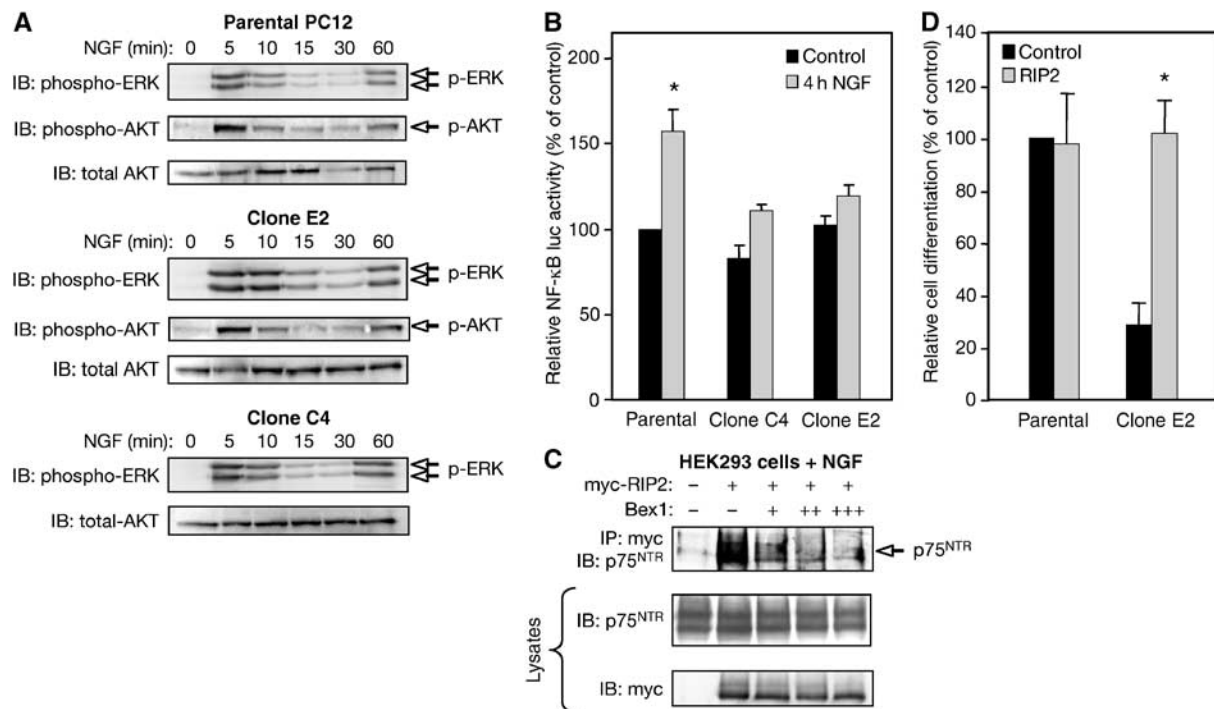 A
Parental PC12
NGF (min): 0 5 10 15 30 60
IB: phospho-ERK
p-ERK
IB: phospho-AKT
p-AKT
IB: total AKT
Clone E2
NGF (min): 0 5 10 15 30 60
IB: phospho-ERK
p-ERK
IB: phospho-AKT
p-AKT
IB: total AKT
Clone C4
NGF (min): 0 5 10 15 30 60
IB: phospho-ERK
p-ERK
IB: total-AKT
B
Relative NF-κB luc activity (% of control)
200
150
100
50
0
Control
4 h NGF
*
Parental Clone C4 Clone E2
C
HEK293 cells + NGF
myc-RIP2: – + + + +
Bex1: – – + ++ +++
IP: myc
IB: p75NTR
p75NTR
Lysates
IB: p75NTR
IB: myc
D
Relative cell differentiation (% of control)
140
120
100
80
60
40
20
0
Control
RIP2
*
Parental Clone E2